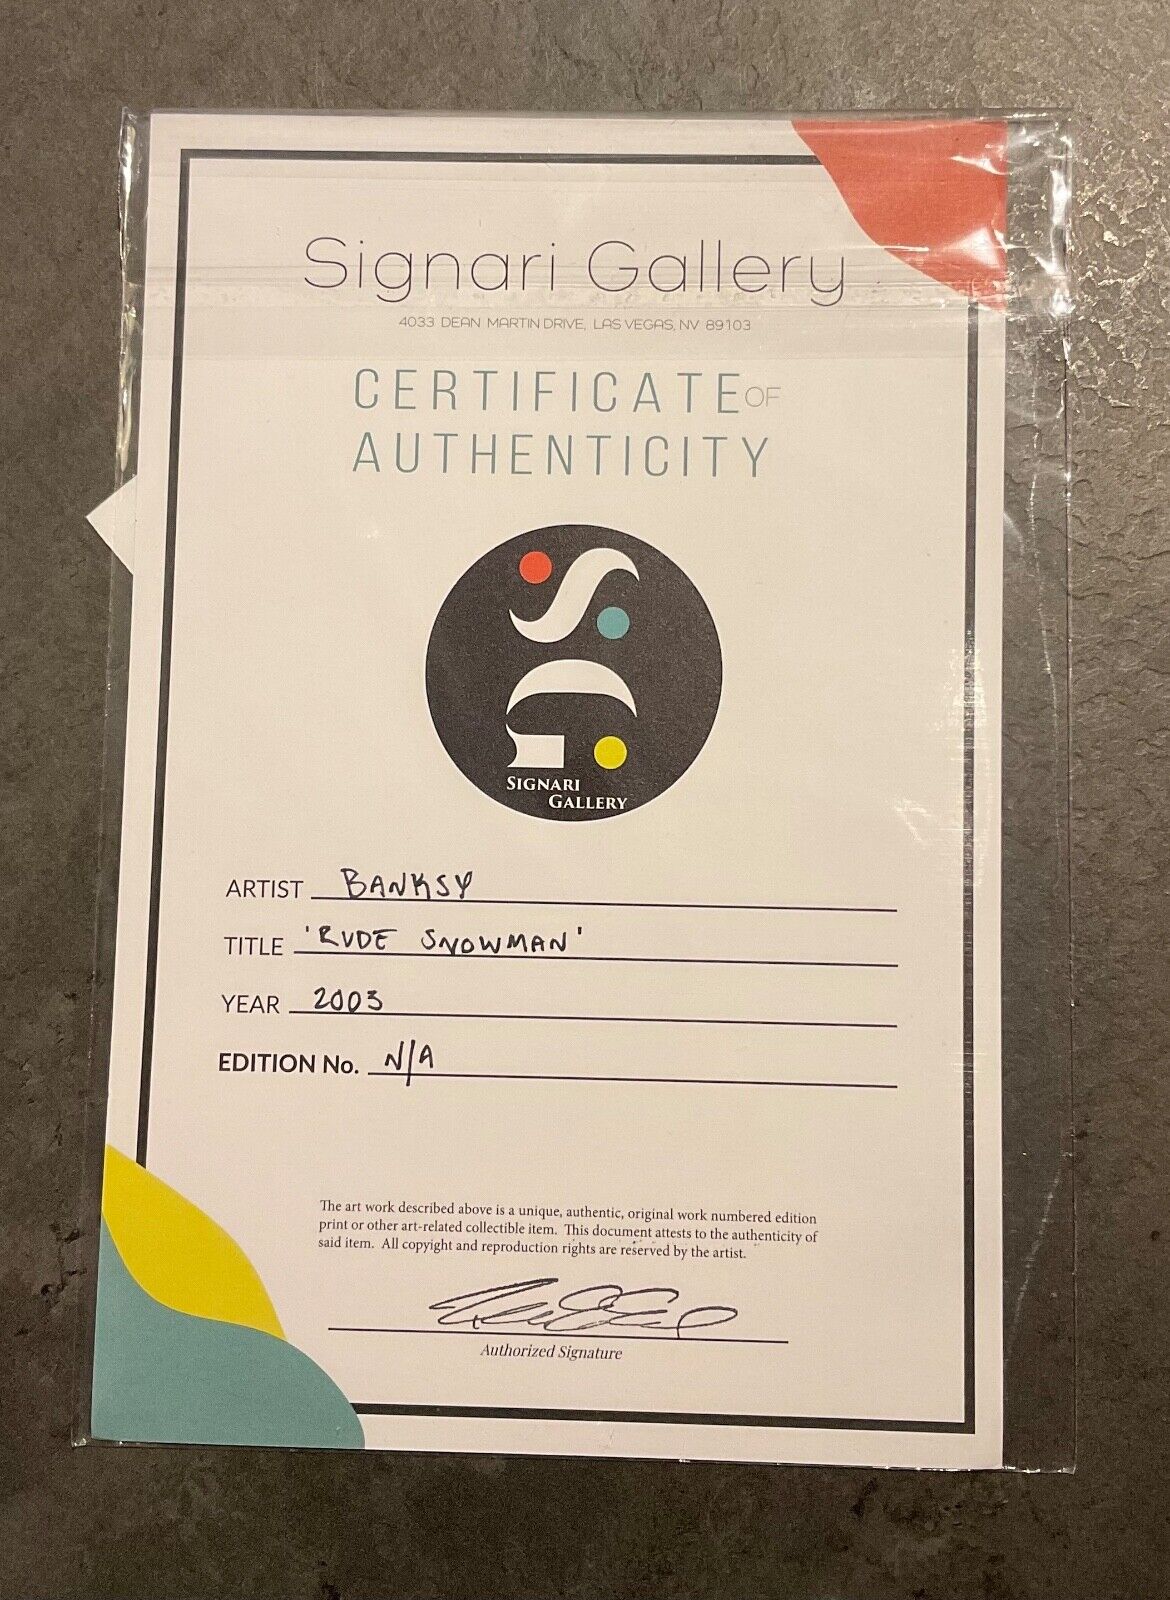 Signari Gallery
4033 DEAN MARTIN DRIVE, LAS VEGAS, NV 89103
CERTIFICATE OF
AUTHENTICITY
SIGNARI
GALLERY
ARTIST BANKSY
TITLE 'RUDE SNOWMAN'
YEAR 2003
EDITION No. N/A
The art work described above is a unique, authentic, original work numbered edition
print or other art-related collectible item. This document attests to the authenticity of
said item. All copyight and reproduction rights are reserved by the artist.
Authorized Signature